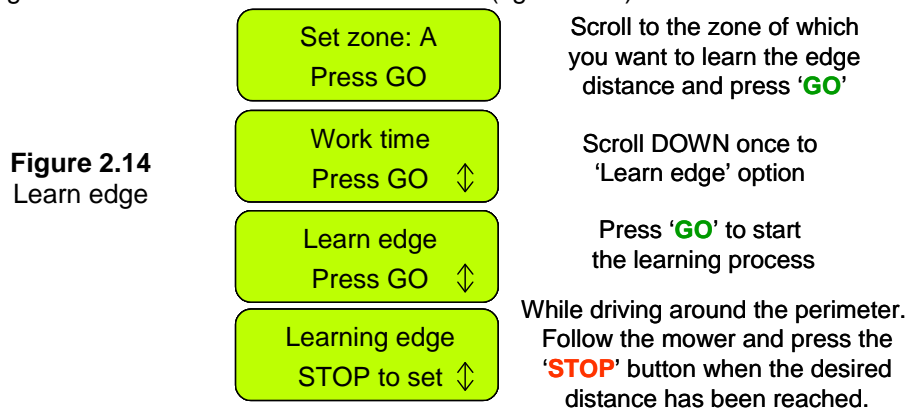 Set zone: A
Press GO
Scroll to the zone of which
you want to learn the edge
distance and press ‘GO’
Figure 2.14
Learn edge
Work time
Press GO ↕
Scroll DOWN once to
‘Learn edge’ option
Learn edge
Press GO ↕
Press ‘GO’ to start
the learning process
Learning edge
STOP to set ↕
While driving around the perimeter.
Follow the mower and press the
‘STOP’ button when the desired
distance has been reached.